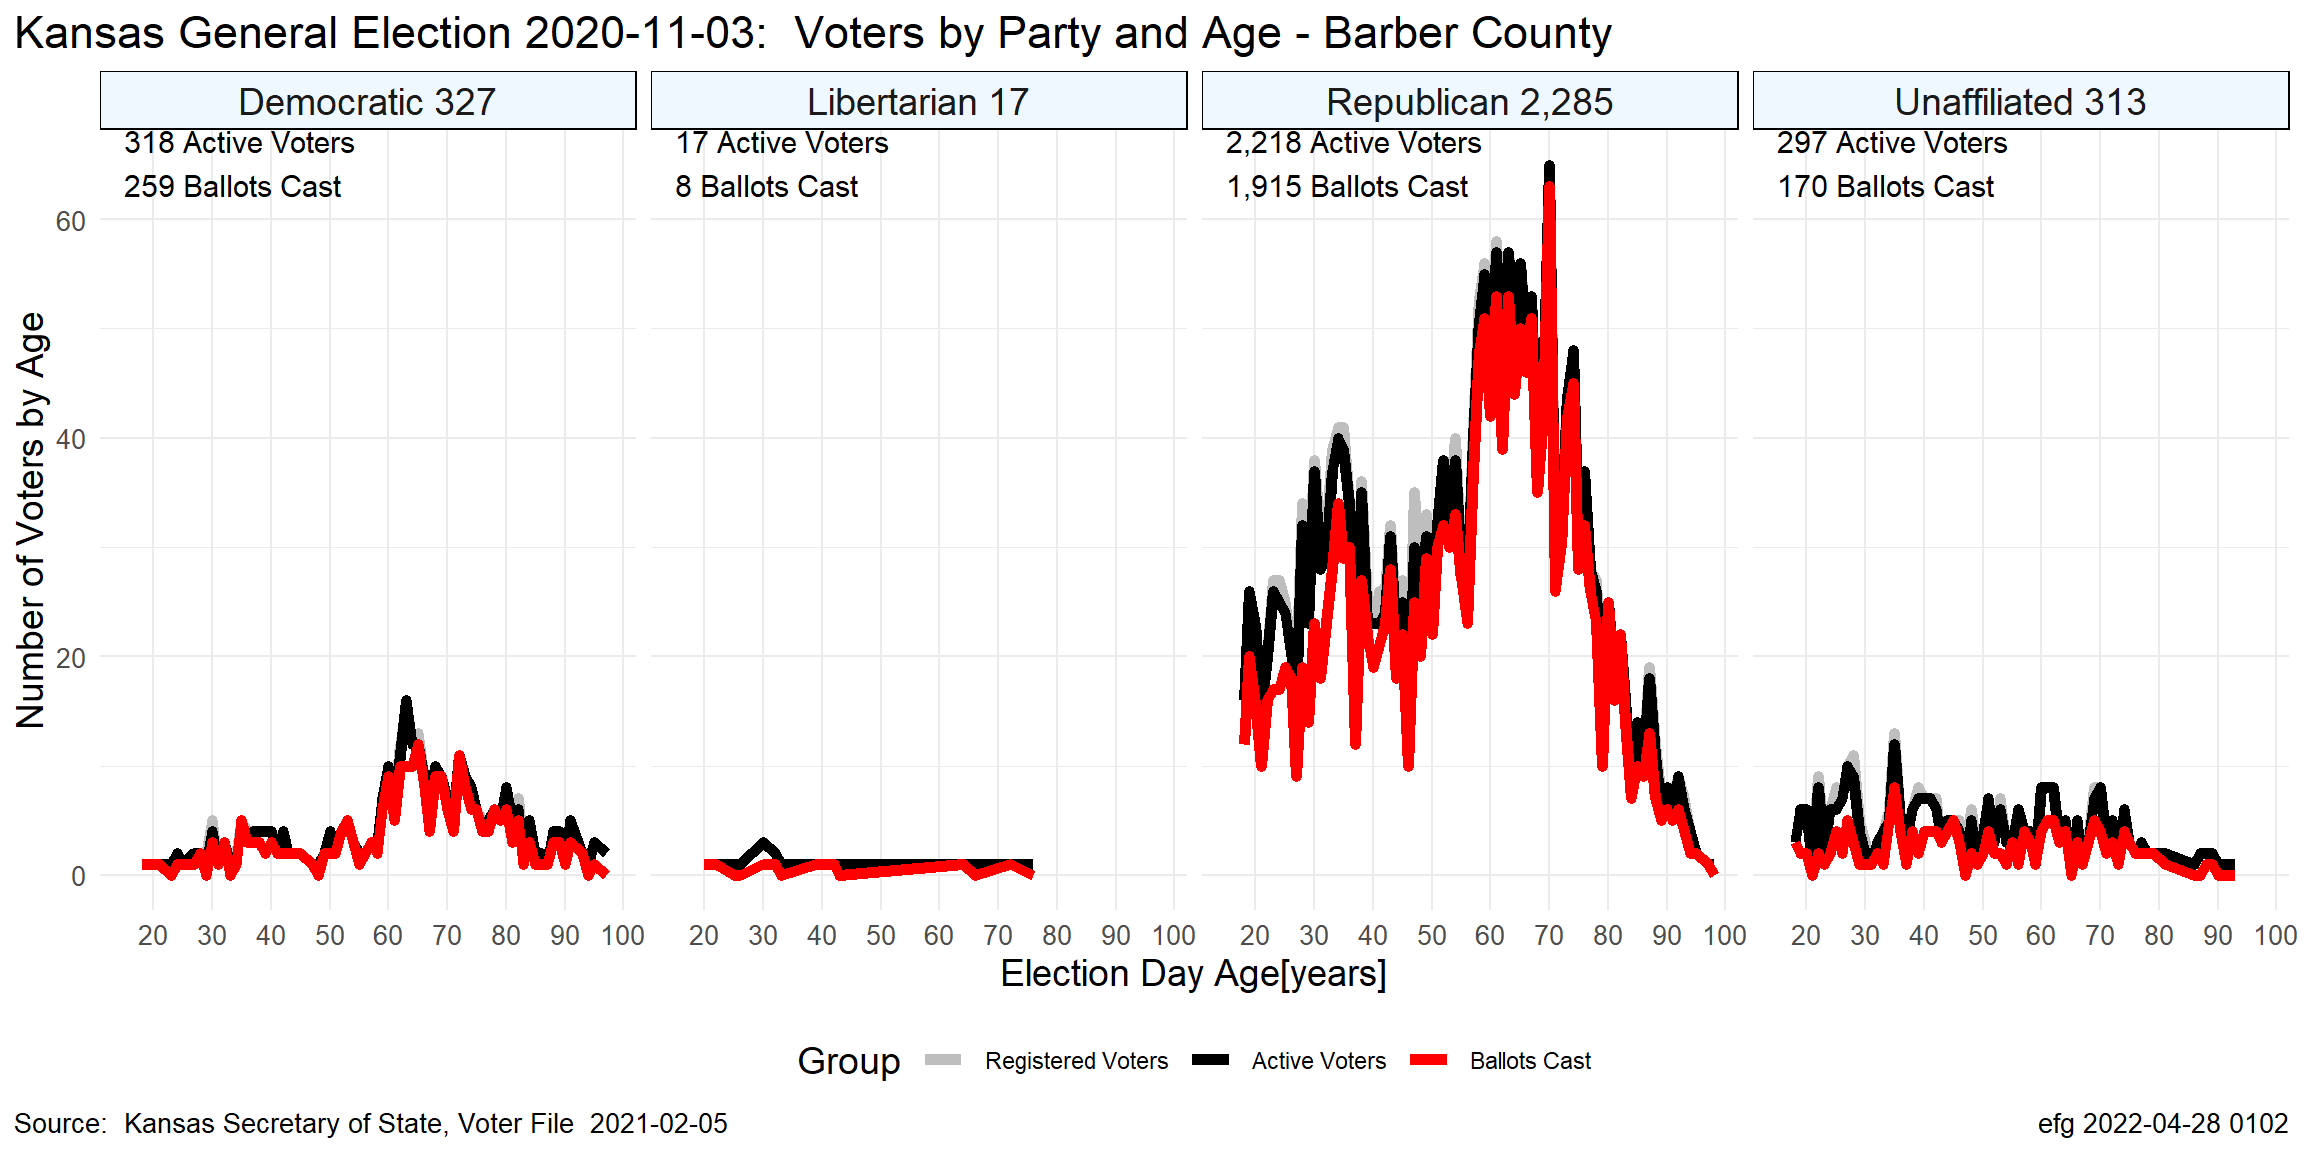 Kansas General Election 2020-11-03:  Voters by Party and Age - Barber County
Democratic 327
Libertarian 17
Republican 2,285
Unaffiliated 313
318 Active Voters
259 Ballots Cast
17 Active Voters
8 Ballots Cast
2,218 Active Voters
1,915 Ballots Cast
297 Active Voters
170 Ballots Cast
Number of Voters by Age
60
40
20
0
20 30 40 50 60 70 80 90 100
20 30 40 50 60 70 80 90 100
20 30 40 50 60 70 80 90 100
20 30 40 50 60 70 80 90 100
Election Day Age[years]
Group Registered Voters Active Voters Ballots Cast
Source:  Kansas Secretary of State, Voter File  2021-02-05
efg 2022-04-28 0102